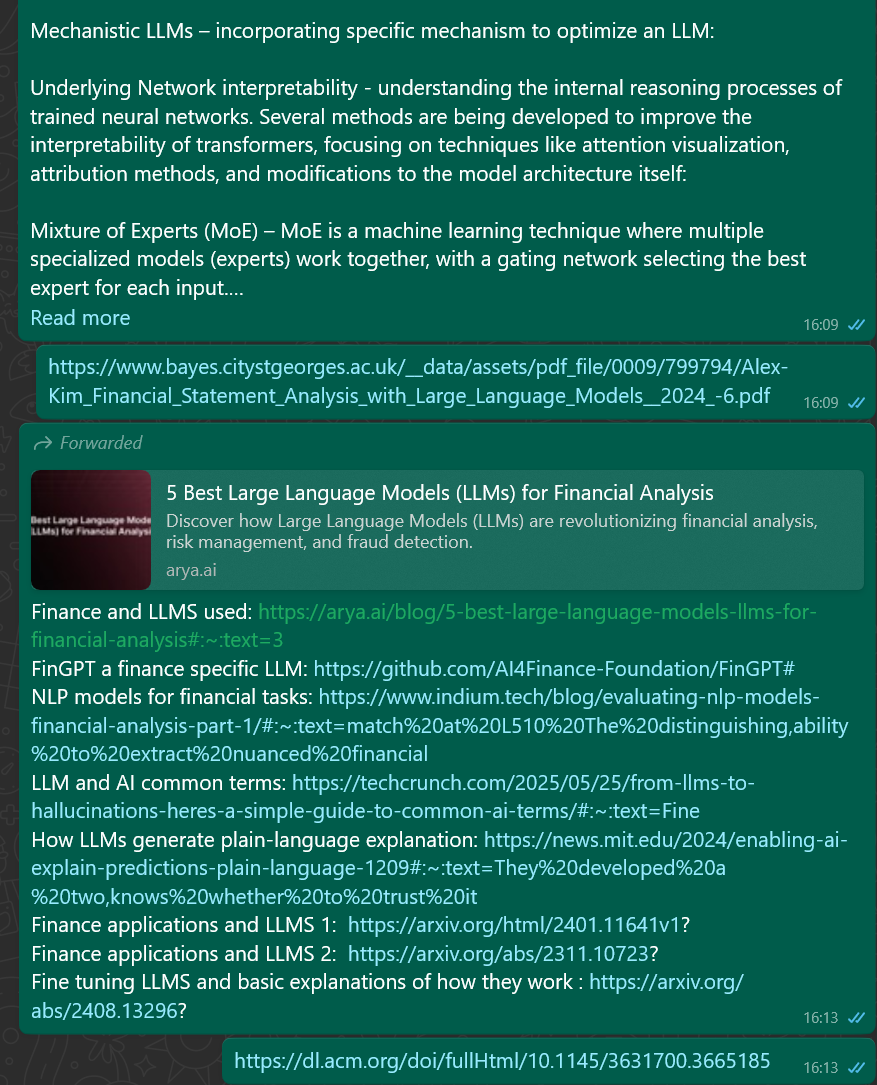 Mechanistic LLMs – incorporating specific mechanism to optimize an LLM:
Underlying Network interpretability - understanding the internal reasoning processes of
trained neural networks. Several methods are being developed to improve the
interpretability of transformers, focusing on techniques like attention visualization,
attribution methods, and modifications to the model architecture itself:
Mixture of Experts (MoE) – MoE is a machine learning technique where multiple
specialized models (experts) work together, with a gating network selecting the best
expert for each input....
Read more
16:09
https://www.bayes.citystgeorges.ac.uk/__data/assets/pdf_file/0009/799794/Alex-
Kim_Financial_Statement_Analysis_with_Large_Language_Models__2024_-6.pdf
16:09
Forwarded
Best Large Language Mode
LLMs) for Financial Analysi
5 Best Large Language Models (LLMs) for Financial Analysis
Discover how Large Language Models (LLMs) are revolutionizing financial analysis,
risk management, and fraud detection.
arya.ai
Finance and LLMS used: https://arya.ai/blog/5-best-large-language-models-llms-for-
financial-analysis#:~:text=3
FinGPT a finance specific LLM: https://github.com/AI4Finance-Foundation/FinGPT#
NLP models for financial tasks: https://www.indium.tech/blog/evaluating-nlp-models-
financial-analysis-part-1/#:~:text=match%20at%20L510%20The%20distinguishing,ability
%20to%20extract%20nuanced%20financial
LLM and AI common terms: https://techcrunch.com/2025/05/25/from-llms-to-
hallucinations-heres-a-simple-guide-to-common-ai-terms/#:~:text=Fine
How LLMs generate plain-language explanation: https://news.mit.edu/2024/enabling-ai-
explain-predictions-plain-language-1209#:~:text=They%20developed%20a
%20two,knows%20whether%20to%20trust%20it
Finance applications and LLMS 1:  https://arxiv.org/html/2401.11641v1?
Finance applications and LLMS 2:  https://arxiv.org/abs/2311.10723?
Fine tuning LLMS and basic explanations of how they work : https://arxiv.org/
abs/2408.13296?
16:13
https://dl.acm.org/doi/fullHtml/10.1145/3631700.3665185
16:13